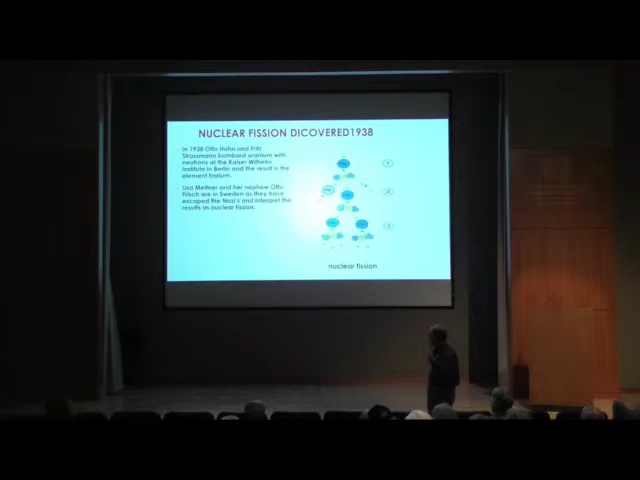 NUCLEAR FISSION DICOVERED1938
- In 1938 Otto Hahn and Fritz
Strassmann bombard uranium with
neutrons at the Kaiser Wilhelm
Institute in Berlin and the result is the
element barium.
- Lisa Meitner and her nephew Otto
Frisch are in Sweden as they have
escaped the Nazi's and interpret the
results as nuclear fission.
nuclear fission